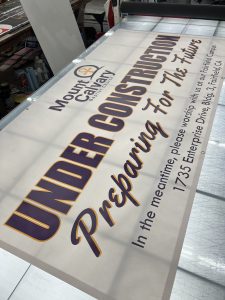 Mount
Calvary
UNDER CONSTRUCTION
Preparing For The Future
In the meantime, please worship with us at our Fairfield Campus
1735 Enterprise Drive, Bldg. 3, Fairfield, CA